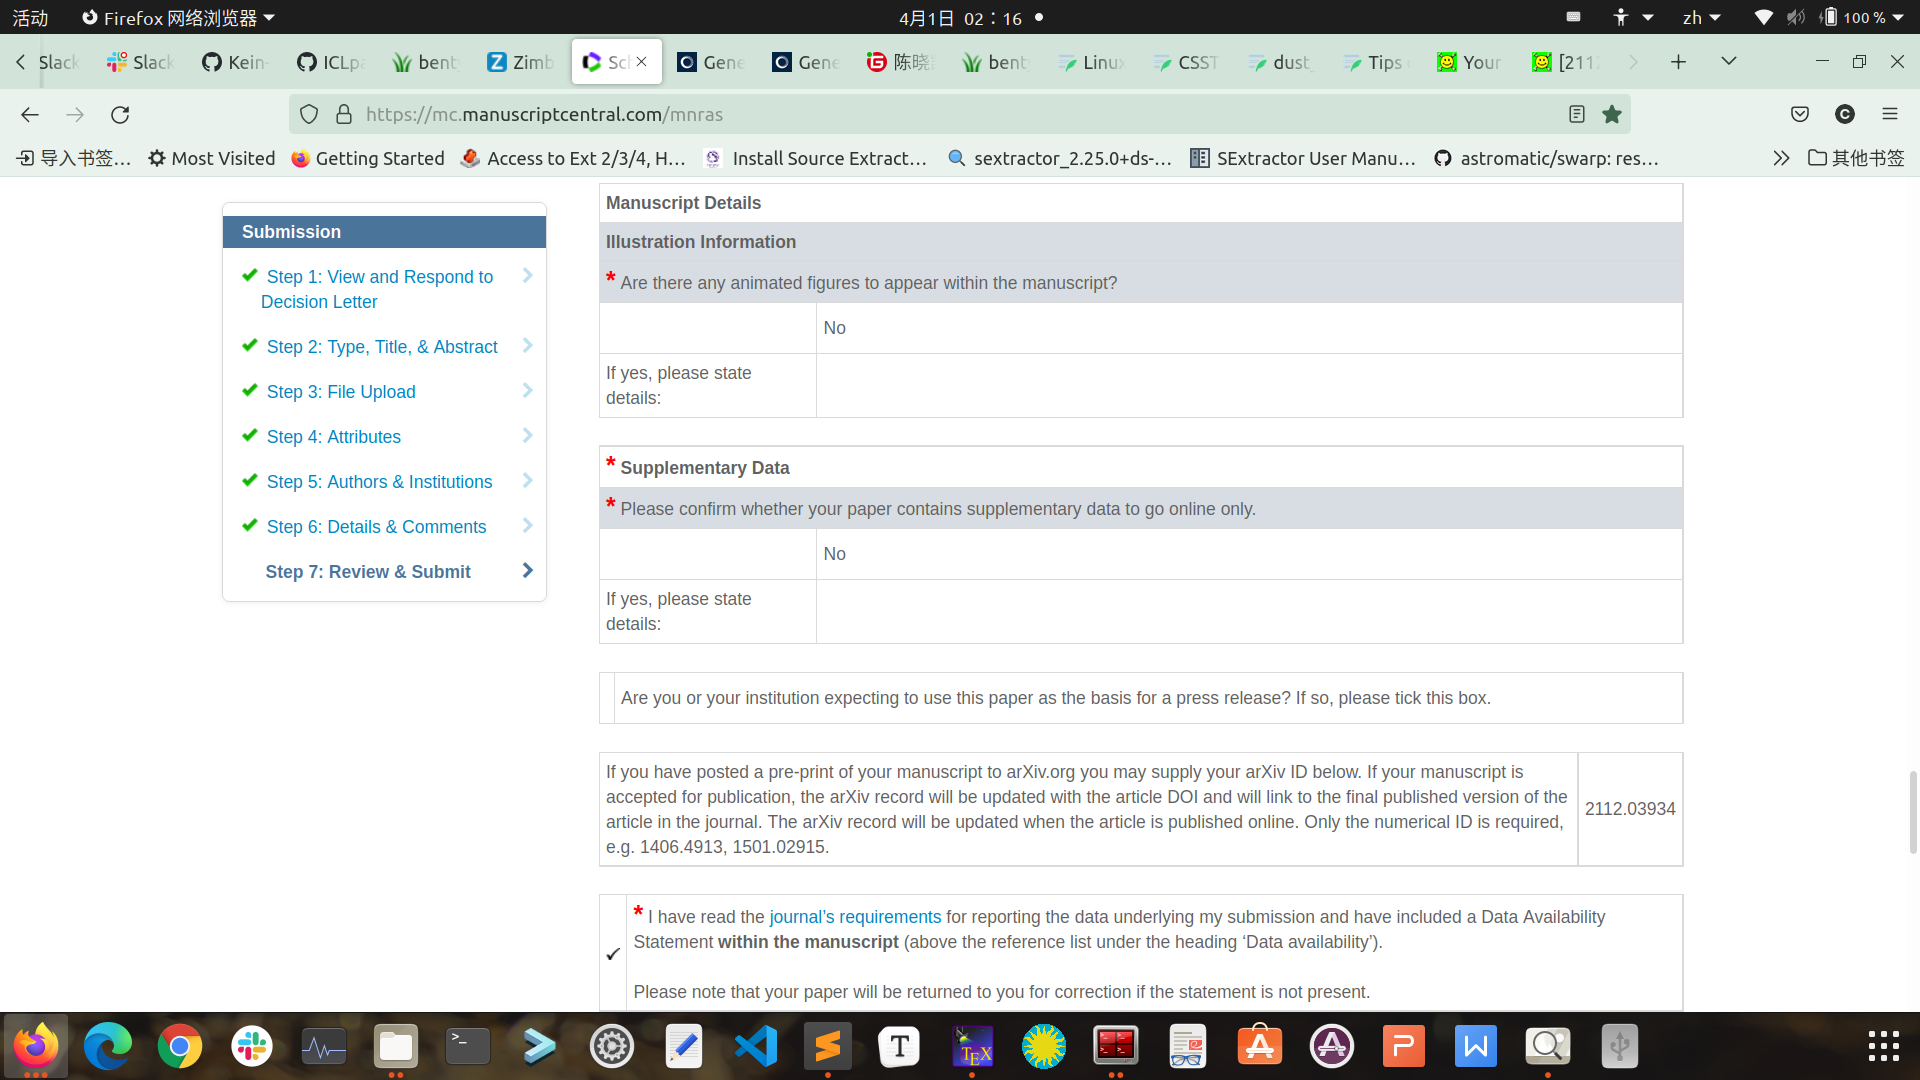 活动
Firefox 网络浏览器
4月1日 02：16
zh
100 %
Slack
Slack
Kein-
ICLpa
bent
Zimb
Sch
Gene
Gene
陈晓
bent
Linux
CSST
dust_
Tips
Your
[211
https://mc.manuscriptcentral.com/mnras
导入书签…
Most Visited
Getting Started
Access to Ext 2/3/4, H…
Install Source Extract…
sextractor_2.25.0+ds-…
SExtractor User Manu…
astromatic/swarp: res…
其他书签
Submission
Step 1: View and Respond to
Decision Letter
Step 2: Type, Title, & Abstract
Step 3: File Upload
Step 4: Attributes
Step 5: Authors & Institutions
Step 6: Details & Comments
Step 7: Review & Submit
Manuscript Details
Illustration Information
* Are there any animated figures to appear within the manuscript?
No
If yes, please state
details:
* Supplementary Data
* Please confirm whether your paper contains supplementary data to go online only.
No
If yes, please state
details:
Are you or your institution expecting to use this paper as the basis for a press release? If so, please tick this box.
If you have posted a pre-print of your manuscript to arXiv.org you may supply your arXiv ID below. If your manuscript is
accepted for publication, the arXiv record will be updated with the article DOI and will link to the final published version of the
article in the journal. The arXiv record will be updated when the article is published online. Only the numerical ID is required,
e.g. 1406.4913, 1501.02915.
2112.03934
* I have read the journal’s requirements for reporting the data underlying my submission and have included a Data Availability
Statement within the manuscript (above the reference list under the heading ‘Data availability’).
Please note that your paper will be returned to you for correction if the statement is not present.